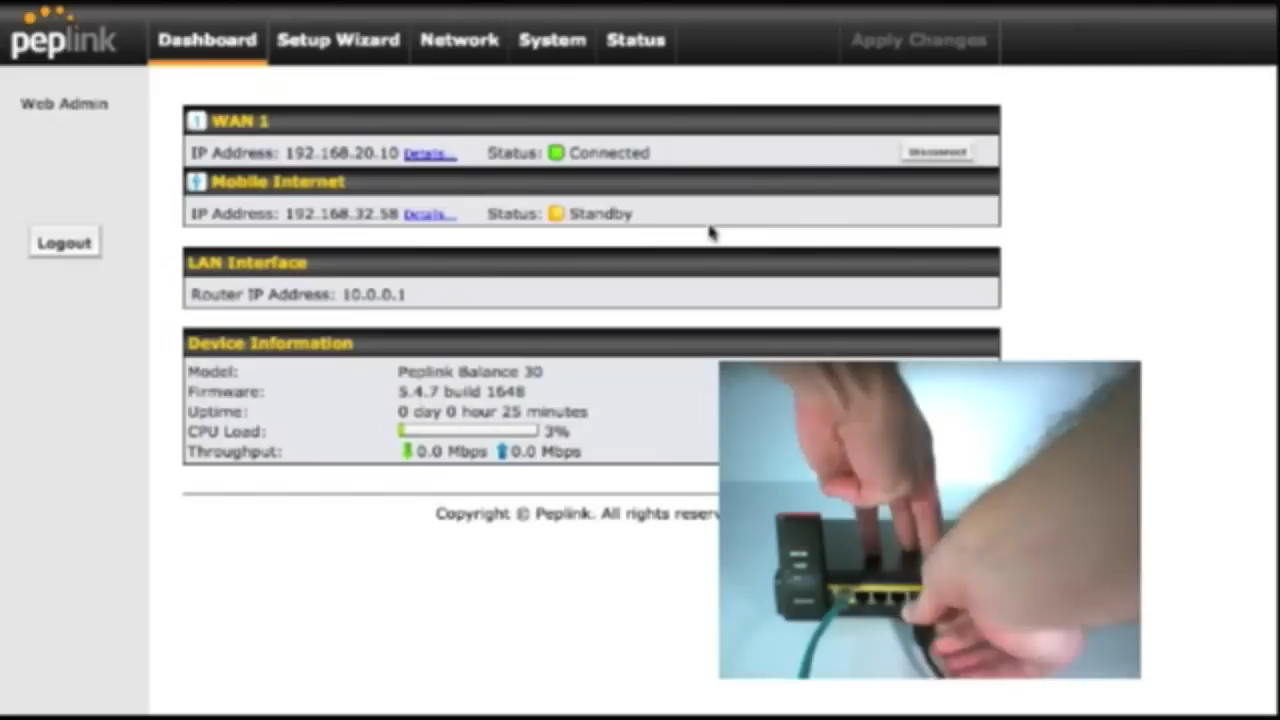 peplink
Dashboard Setup Wizard Network System Status Apply Changes
Web Admin
Logout
WAN 1
IP Address: 192.168.20.10 Details... Status: Connected Disconnect
Mobile Internet
IP Address: 192.168.32.58 Details... Status: Standby
LAN Interface
Router IP Address: 10.0.0.1
Device Information
Model: Peplink Balance 30
Firmware: 5.4.7 build 1648
Uptime: 0 day 0 hour 25 minutes
CPU Load: 3%
Throughput: 0.0 Mbps 0.0 Mbps
Copyright © Peplink. All rights reserv